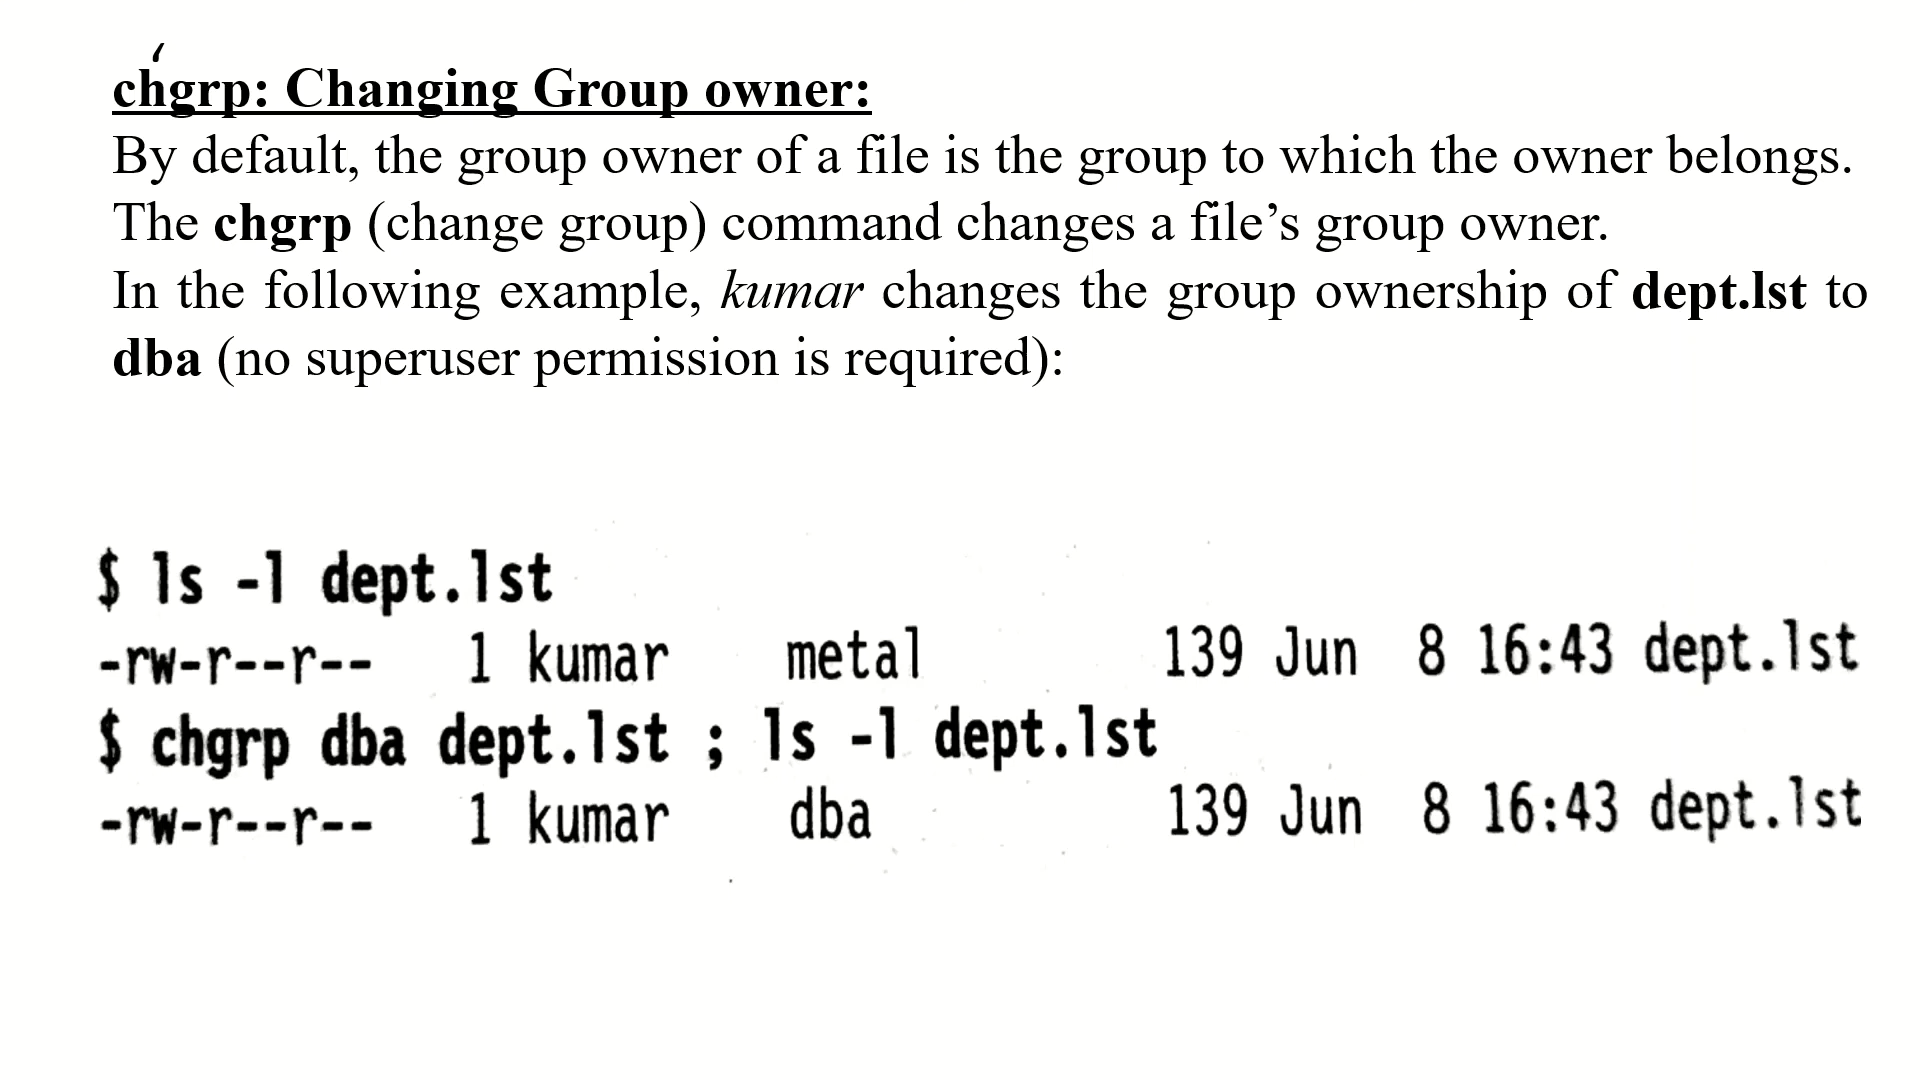 chgrp: Changing Group owner:
By default, the group owner of a file is the group to which the owner belongs.
The chgrp (change group) command changes a file’s group owner.
In the following example, kumar changes the group ownership of dept.lst to
dba (no superuser permission is required):
$ ls -l dept.lst
-rw-r--r-- 1 kumar metal 139 Jun 8 16:43 dept.lst
$ chgrp dba dept.lst ; ls -l dept.lst
-rw-r--r-- 1 kumar dba 139 Jun 8 16:43 dept.lst